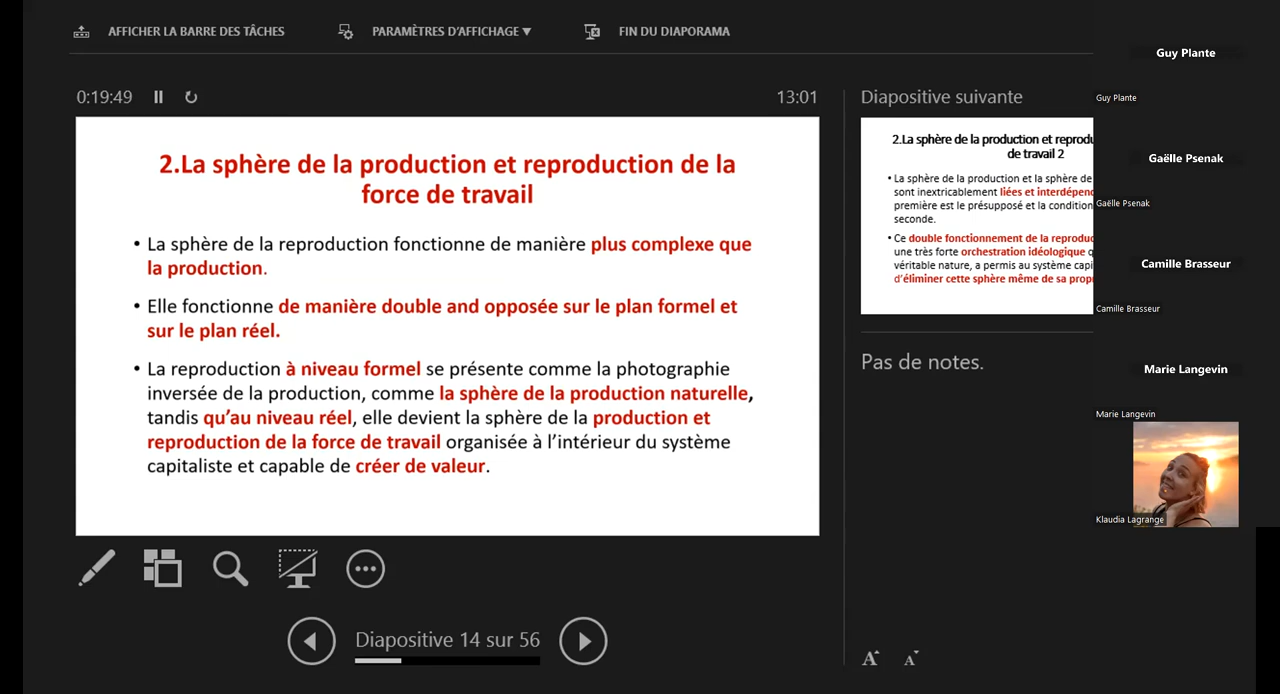 AFFICHER LA BARRE DES TÂCHES
PARAMÈTRES D'AFFICHAGE ▼
FIN DU DIAPORAMA
0:19:49
13:01
2.La sphère de la production et reproduction de la
force de travail
• La sphère de la reproduction fonctionne de manière plus complexe que
la production.
• Elle fonctionne de manière double and opposée sur le plan formel et
sur le plan réel.
• La reproduction à niveau formel se présente comme la photographie
inversée de la production, comme la sphère de la production naturelle,
tandis qu'au niveau réel, elle devient la sphère de la production et
reproduction de la force de travail organisée à l'intérieur du système
capitaliste et capable de créer de valeur.
Diapositive 14 sur 56
Diapositive suivante
2.La sphère de la production et reprodu
de travail 2
• La sphère de la production et la sphère de
sont inextricablement liées et interdépen
première est le présupposé et la condition
seconde.
• Ce double fonctionnement de la reproduc
une très forte orchestration idéologique
véritable nature, a permis au système capi
d'éliminer cette sphère même de sa prop
Pas de notes.
A A
Guy Plante
Guy Plante
Gaëlle Psenak
Gaëlle Psenak
Camille Brasseur
Camille Brasseur
Marie Langevin
Marie Langevin
Klaudia Lagrange